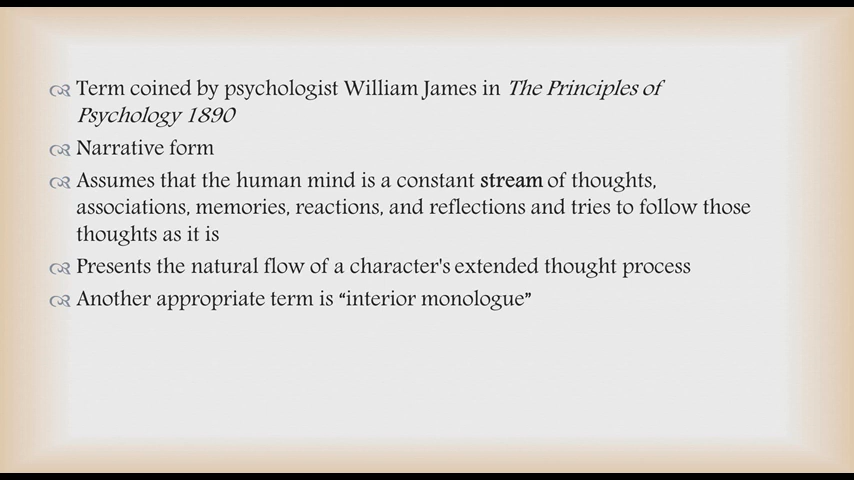 Term coined by psychologist William James in The Principles of
Psychology 1890
Narrative form
Assumes that the human mind is a constant stream of thoughts,
associations, memories, reactions, and reflections and tries to follow those
thoughts as it is
Presents the natural flow of a character's extended thought process
Another appropriate term is “interior monologue”